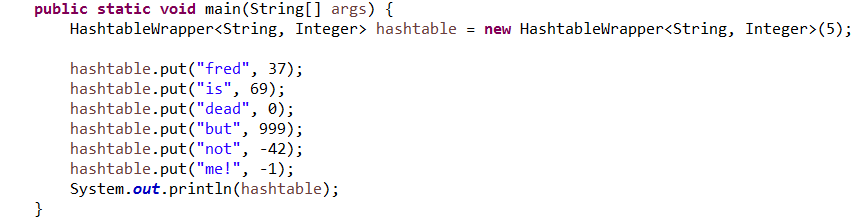 public static void main(String[] args) {
HashtableWrapper<String, Integer> hashtable = new HashtableWrapper<String, Integer>(5);
hashtable.put("fred", 37);
hashtable.put("is", 69);
hashtable.put("dead", 0);
hashtable.put("but", 999);
hashtable.put("not", -42);
hashtable.put("me!", -1);
System.out.println(hashtable);
}